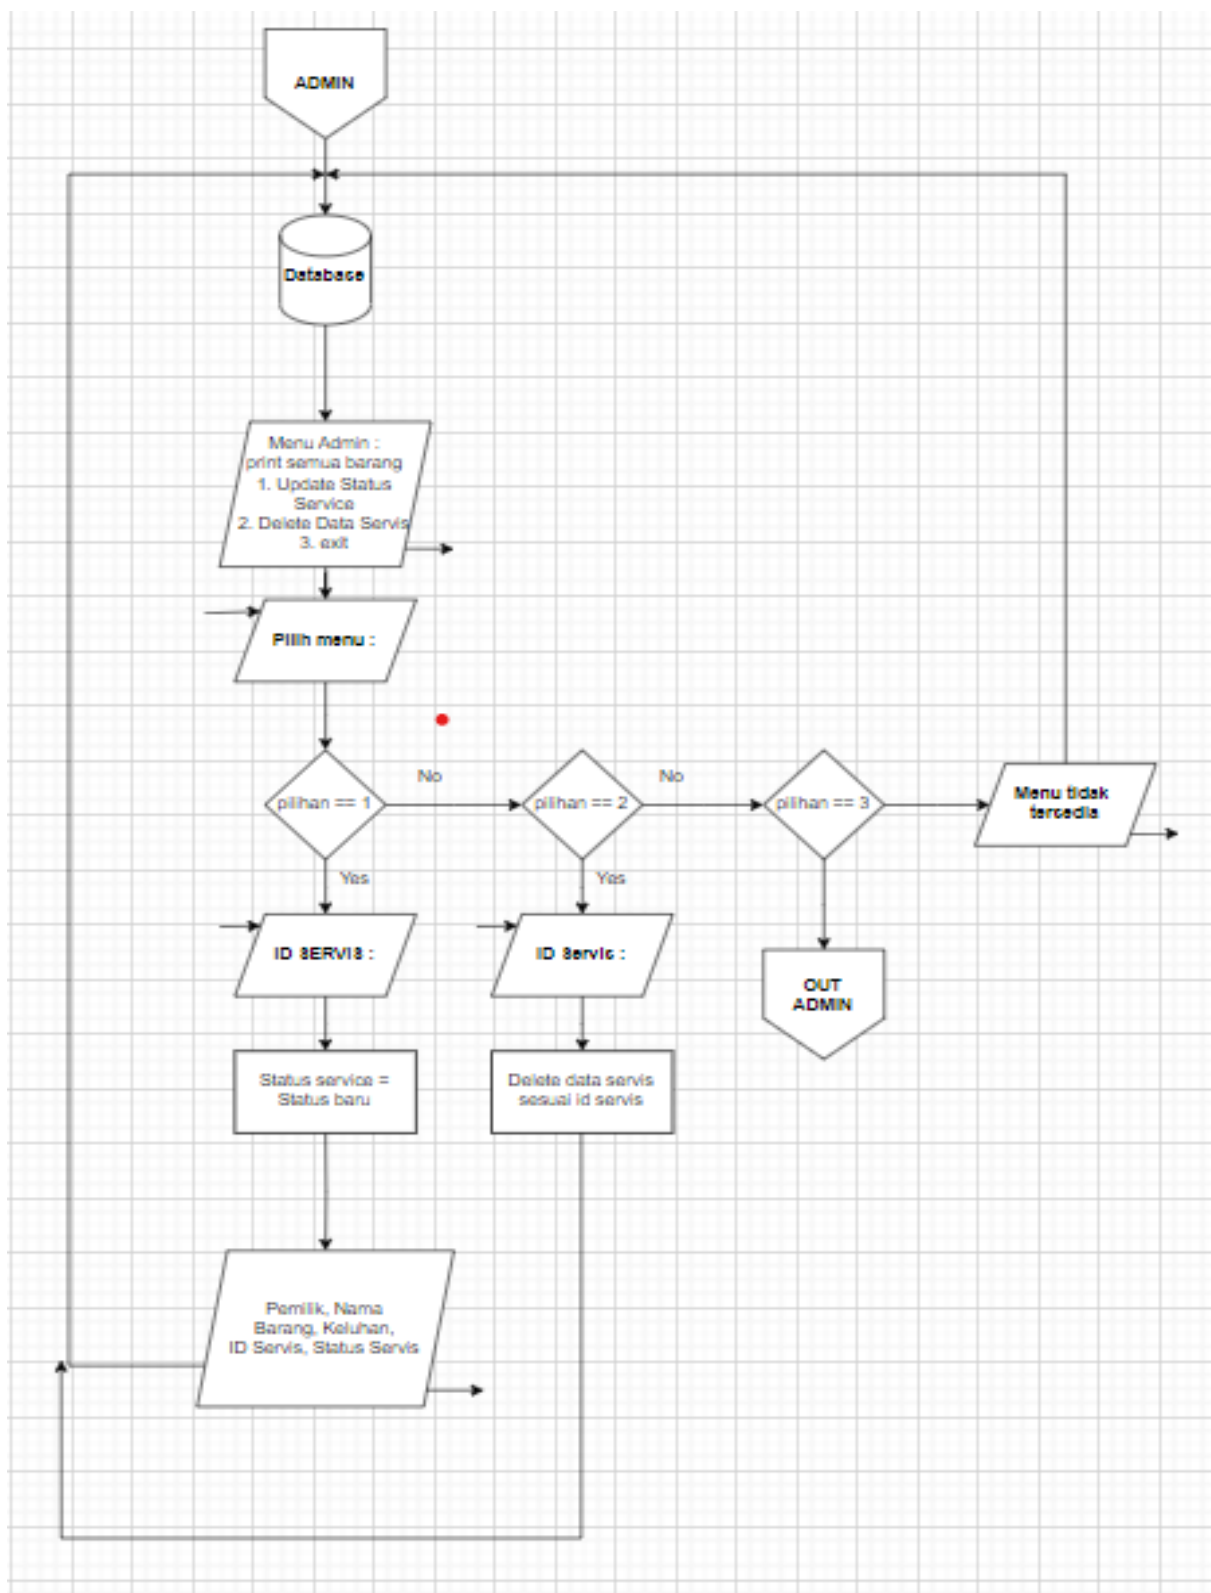 ADMIN
Database
Menu Admin :
print semua barang
1. Update Status
Service
2. Delete Data Servis
3. exit
Pilih menu :
pilihan == 1
No
pilihan == 2
No
pilihan == 3
Menu tidak
tersedia
Yes
Yes
ID SERVIS :
ID Servis :
OUT
ADMIN
Status service =
Status baru
Delete data servis
sesuai id servis
Pemilik, Nama
Barang, Keluhan,
ID Servis, Status Servis